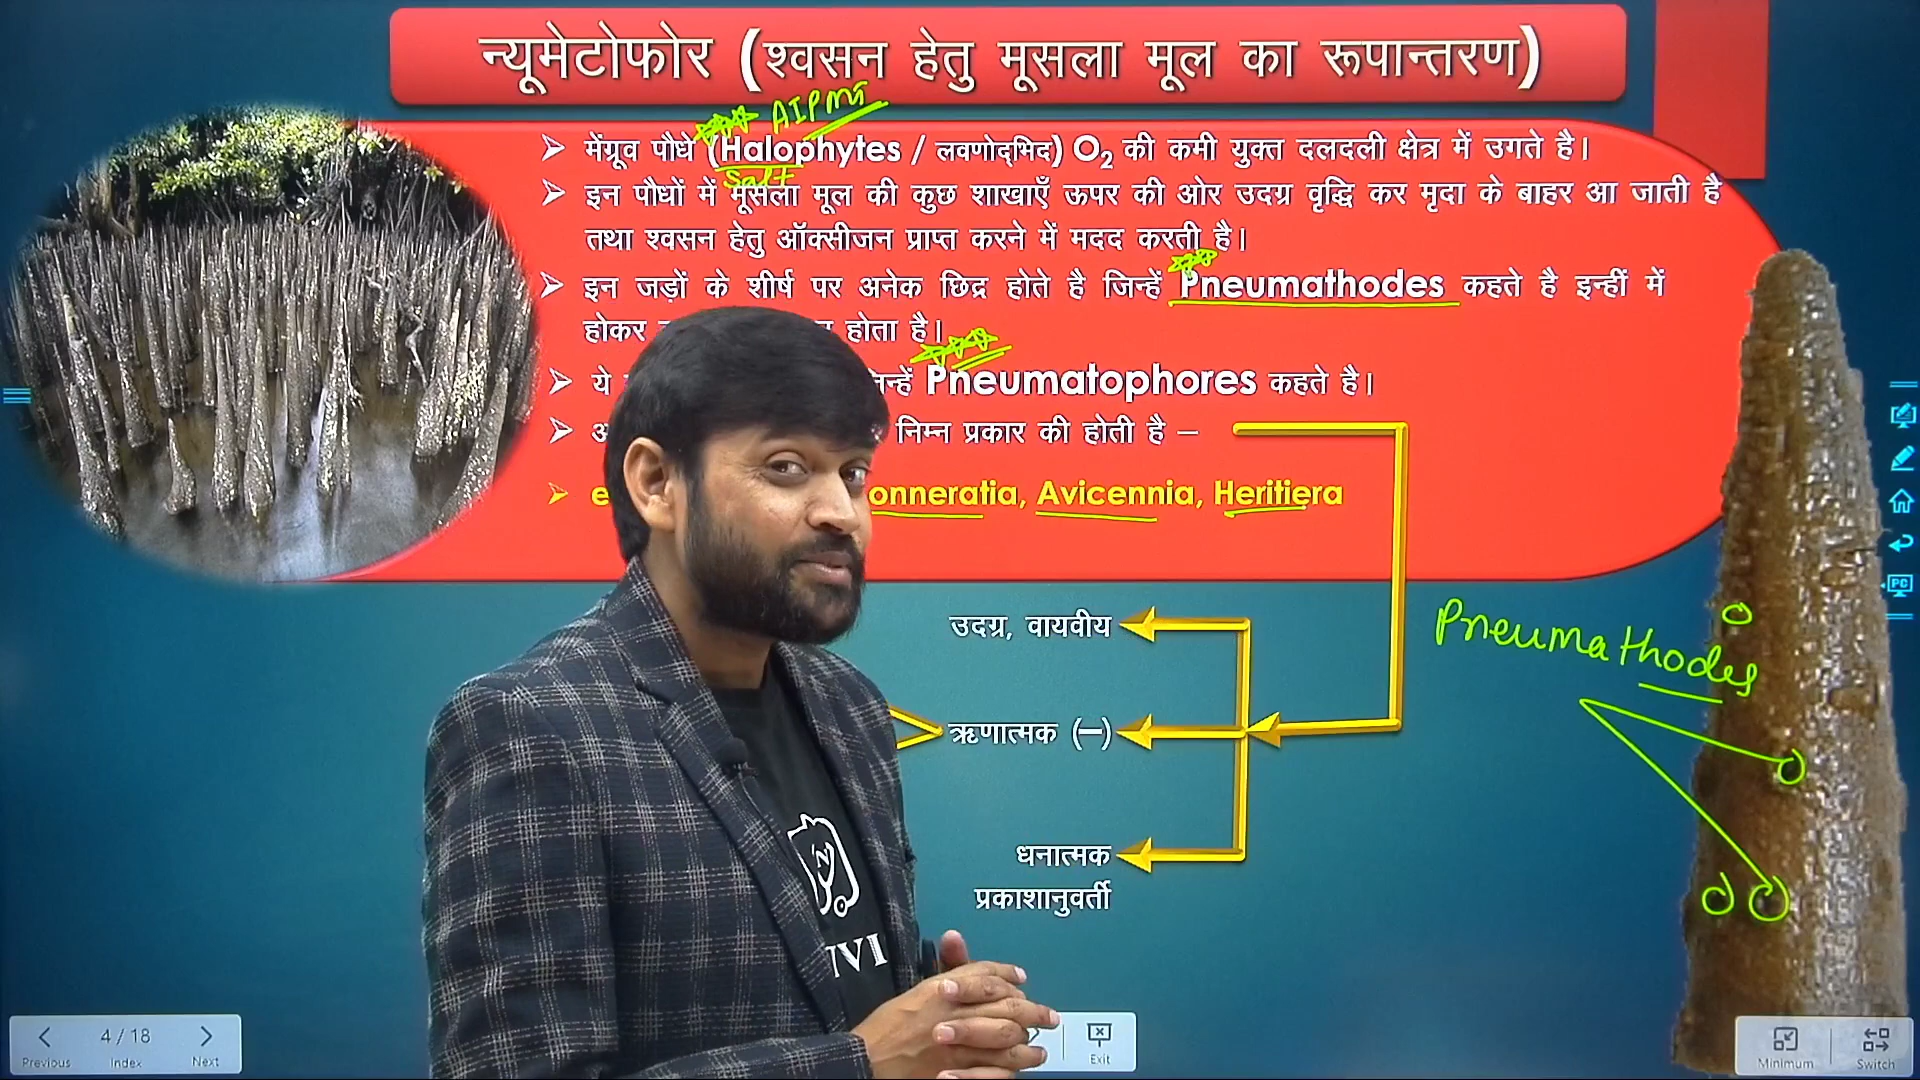 न्यूमेटोफोर (श्वसन हेतु मूसला मूल का रूपान्तरण)
AIPMT
मेंग्रूव पौधे (Halophytes / लवणोद्भिद) O₂ की कमी युक्त दलदली क्षेत्र में उगते है।
Salt
इन पौधों में मूसला मूल की कुछ शाखाएँ ऊपर की ओर उदग्र वृद्धि कर मृदा के बाहर आ जाती है
तथा श्वसन हेतु ऑक्सीजन प्राप्त करने में मदद करती है।
इन जड़ों के शीर्ष पर अनेक छिद्र होते है जिन्हें Pneumathodes कहते है इन्हीं में
होकर होता है।
ये Pneumatophores कहते है।
निम्न प्रकार की होती है –
onneratia, Avicennia, Heritiera
उदग्र, वायवीय
Pneumathodes
ऋणात्मक (–)
धनात्मक
प्रकाशानुवर्ती
4 / 18
Previous Index Next
Exit
Minimum Switch
PC